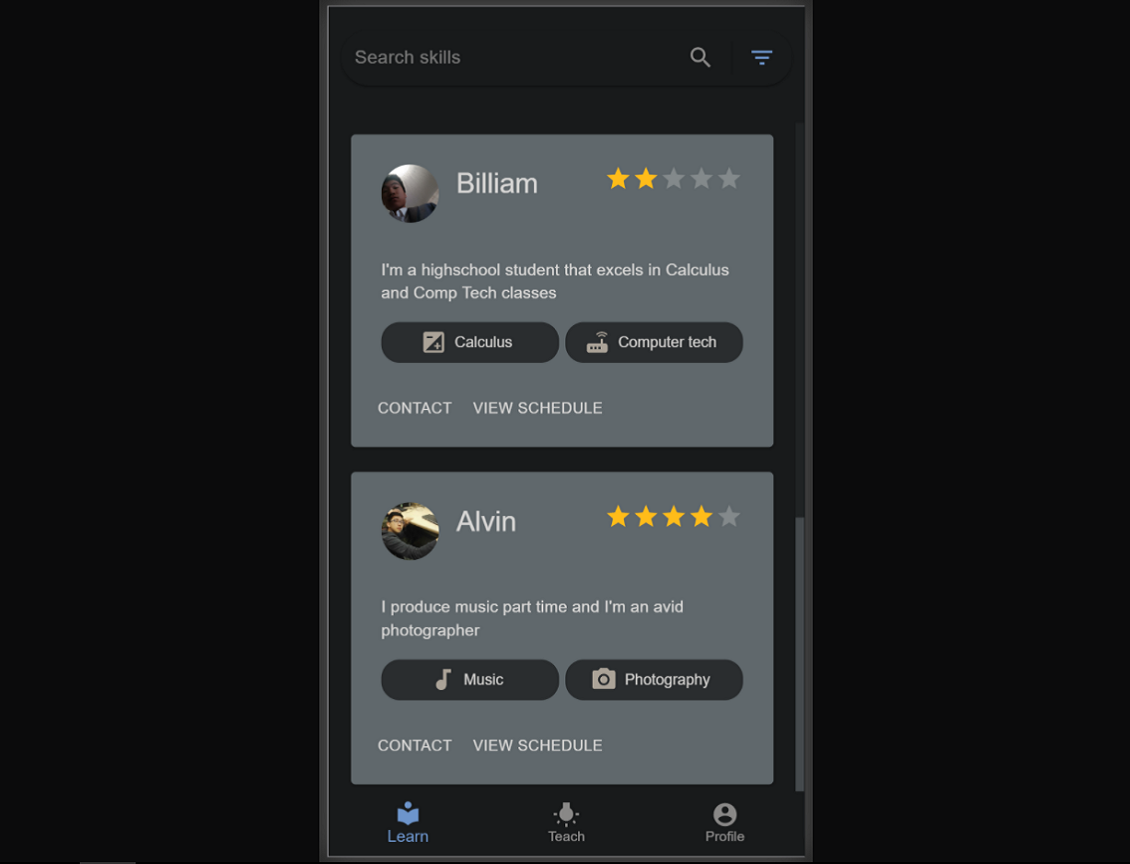 Search skills
Billiam
I'm a highschool student that excels in Calculus
and Comp Tech classes
Calculus
Computer tech
CONTACT VIEW SCHEDULE
Alvin
I produce music part time and I'm an avid
photographer
Music
Photography
CONTACT VIEW SCHEDULE
Learn
Teach
Profile